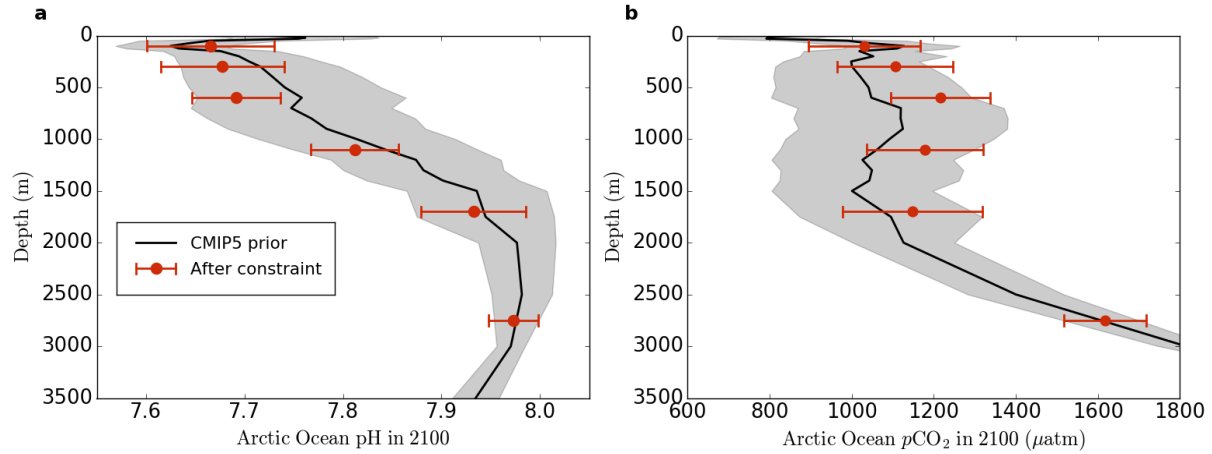 a
0
500
1000
1500
2000
2500
3000
3500
Depth (m)
CMIP5 prior
After constraint
7.6 7.7 7.8 7.9 8.0
Arctic Ocean pH in 2100
b
0
500
1000
1500
2000
2500
3000
3500
Depth (m)
600 800 1000 1200 1400 1600 1800
Arctic Ocean pCO₂ in 2100 (μatm)